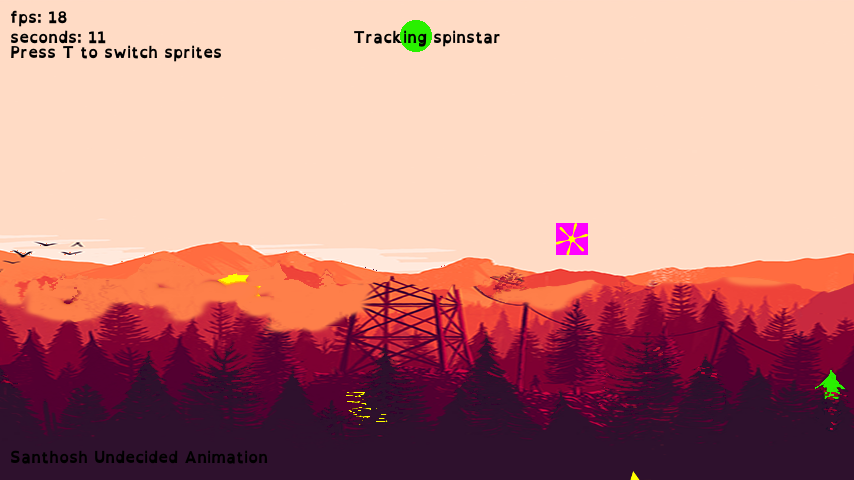 fps: 18
seconds: 11
Press T to switch sprites
Tracking spinstar
Santhosh Undecided Animation